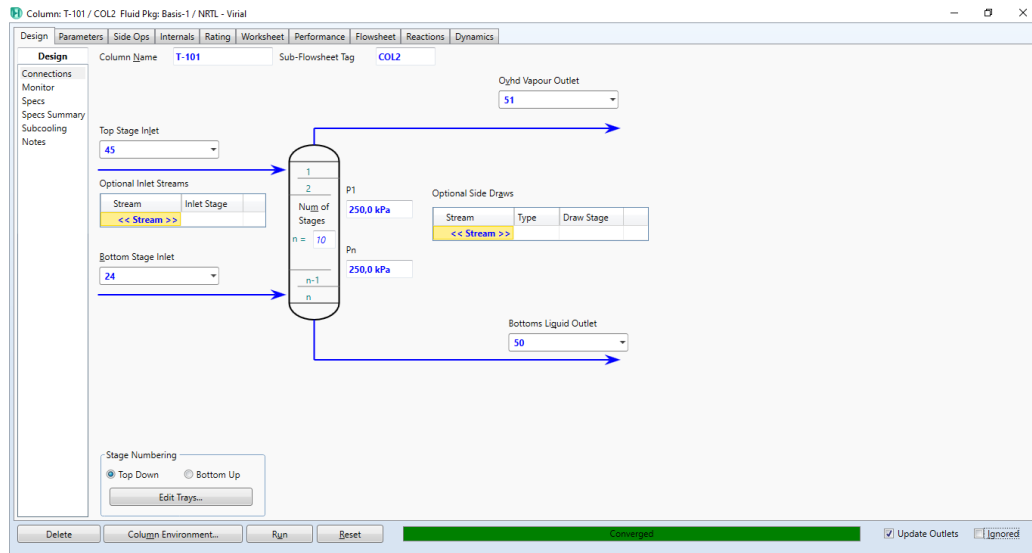 Column: T-101 / COL2 Fluid Pkg: Basis-1 / NRTL - Virial
Design Parameters Side Ops Internals Rating Worksheet Performance Flowsheet Reactions Dynamics
Design
Connections
Monitor
Specs
Specs Summary
Subcooling
Notes
Column Name T-101 Sub-Flowsheet Tag COL2
Ovhd Vapour Outlet
51
Top Stage Inlet
45
Optional Inlet Streams
Stream Inlet Stage
<< Stream >>
Bottom Stage Inlet
24
1
2
Num of
Stages
n = 10
n-1
n
P1
250,0 kPa
Pn
250,0 kPa
Optional Side Draws
Stream Type Draw Stage
<< Stream >>
Bottoms Liquid Outlet
50
Stage Numbering
Top Down Bottom Up
Edit Trays...
Delete Column Environment... Run Reset Converged Update Outlets Ignored